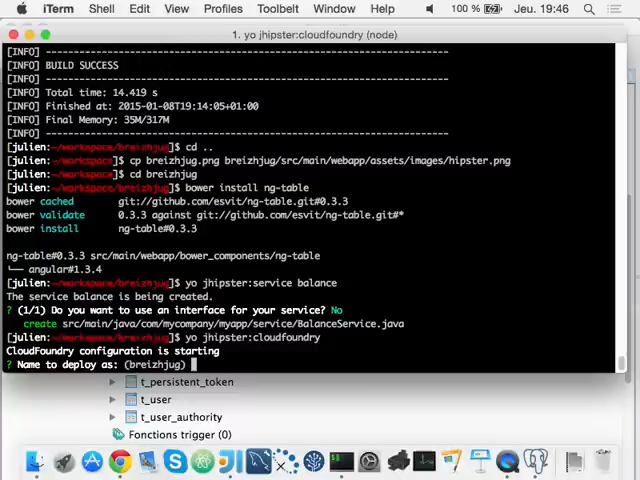 iTerm Shell Edit View Profiles Toolbelt Window Help 100 % Jeu. 19:46
1. yo jhipster:cloudfoundry (node)
[INFO] ------------------------------------------------------------------------
[INFO] BUILD SUCCESS
[INFO] ------------------------------------------------------------------------
[INFO] Total time: 14.419 s
[INFO] Finished at: 2015-01-08T19:14:05+01:00
[INFO] Final Memory: 35M/317M
[INFO] ------------------------------------------------------------------------
[julien:~/workspace/breizhjug]$ cd ..
[julien:~/workspace]$ cp breizhjug.png breizhjug/src/main/webapp/assets/images/hipster.png
[julien:~/workspace]$ cd breizhjug
[julien:~/workspace/breizhjug]$ bower install ng-table
bower cached git://github.com/esvit/ng-table.git#0.3.3
bower validate 0.3.3 against git://github.com/esvit/ng-table.git#*
bower install ng-table#0.3.3
ng-table#0.3.3 src/main/webapp/bower_components/ng-table
└── angular#1.3.4
[julien:~/workspace/breizhjug]$ yo jhipster:service balance
The service balance is being created.
? (1/1) Do you want to use an interface for your service? No
create src/main/java/com/mycompany/myapp/service/BalanceService.java
[julien:~/workspace/breizhjug]$ yo jhipster:cloudfoundry
CloudFoundry configuration is starting
? Name to deploy as: (breizhjug)
t_persistent_token
t_user
t_user_authority
Fonctions trigger (0)